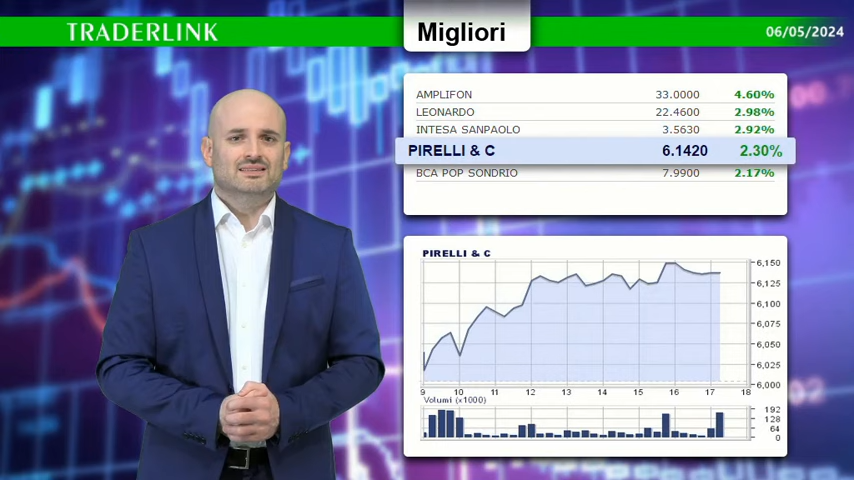 TRADERLINK
Migliori
06/05/2024
AMPLIFON 33.0000 4.60%
LEONARDO 22.4600 2.98%
INTESA SANPAOLO 3.5630 2.92%
PIRELLI & C 6.1420 2.30%
BCA POP SONDRIO 7.9900 2.17%
PIRELLI & C
6,150
6,125
6,100
6,075
6,050
6,025
6,000
9 10 11 12 13 14 15 16 17 18
Volumi (x1000)
192
128
64
0